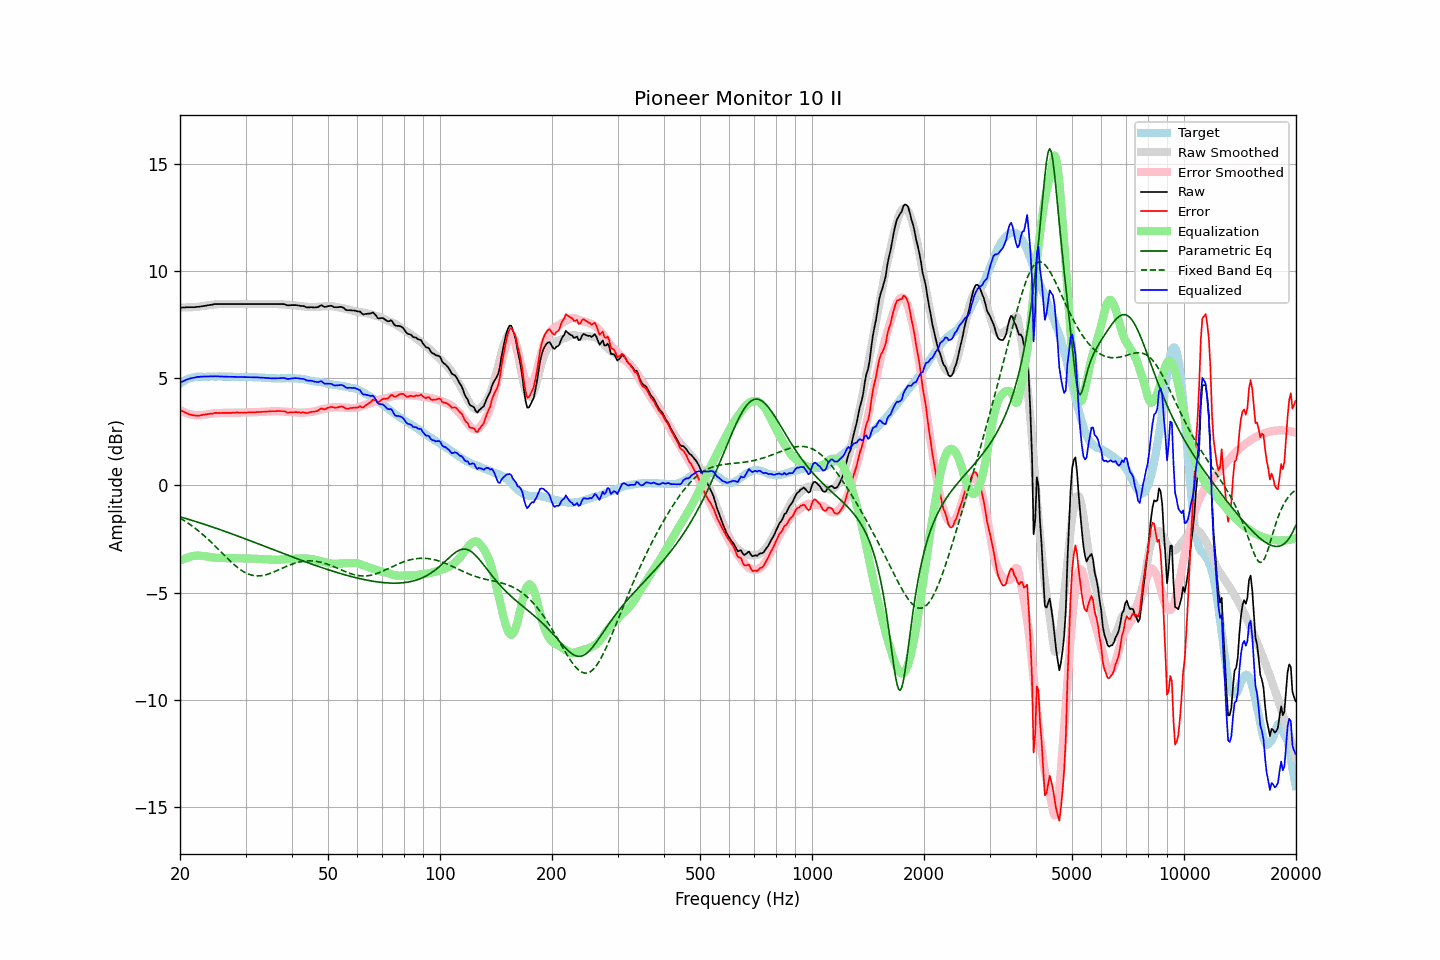 Pioneer Monitor 10 II
Target
Raw Smoothed
Error Smoothed
Raw
Error
Equalization
Parametric Eq
Fixed Band Eq
Equalized
Amplitude (dBr)
15
10
5
0
−5
−10
−15
20 50 100 200 500 1000 2000 5000 10000 20000
Frequency (Hz)